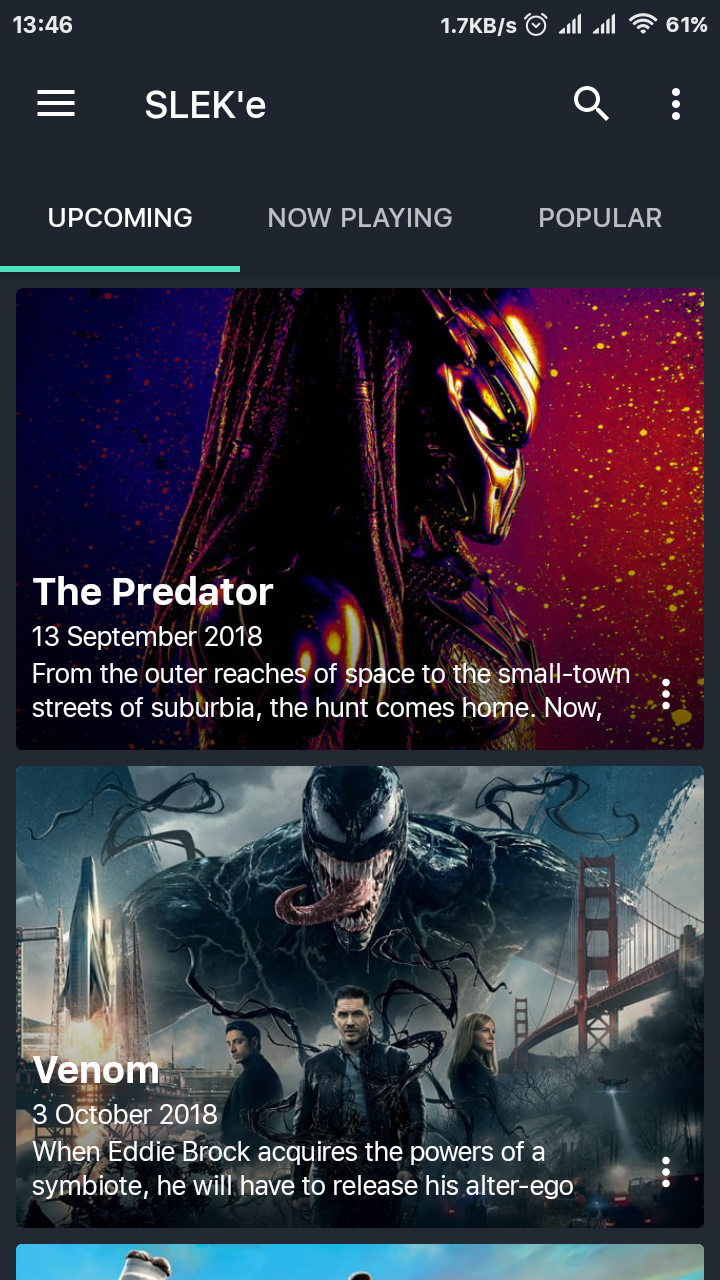 13:46 1.7KB/s 61%
SLEK'e
UPCOMING NOW PLAYING POPULAR
The Predator
13 September 2018
From the outer reaches of space to the small-town
streets of suburbia, the hunt comes home. Now,
Venom
3 October 2018
When Eddie Brock acquires the powers of a
symbiote, he will have to release his alter-ego